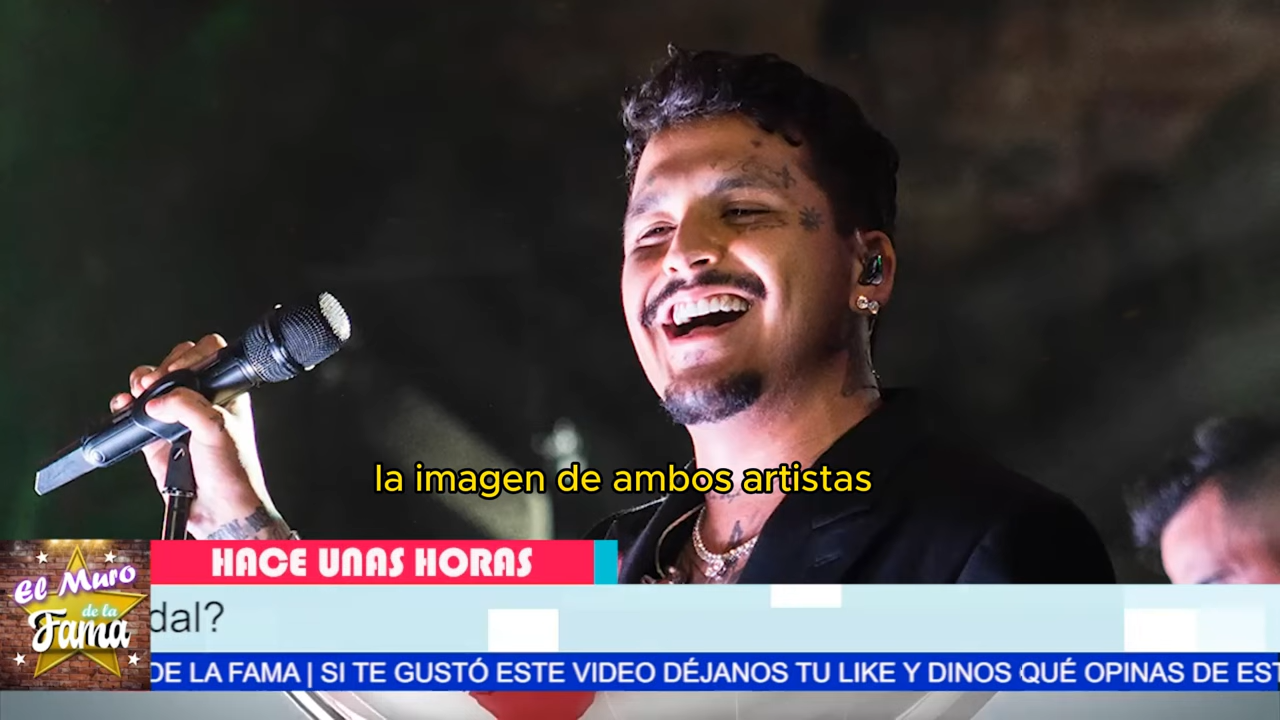 la imagen de ambos artistas
HACE UNAS HORAS
El Muro
de la
Fama
dal?
DE LA FAMA | SI TE GUSTÓ ESTE VIDEO DÉJANOS TU LIKE Y DINOS QUÉ OPINAS DE EST